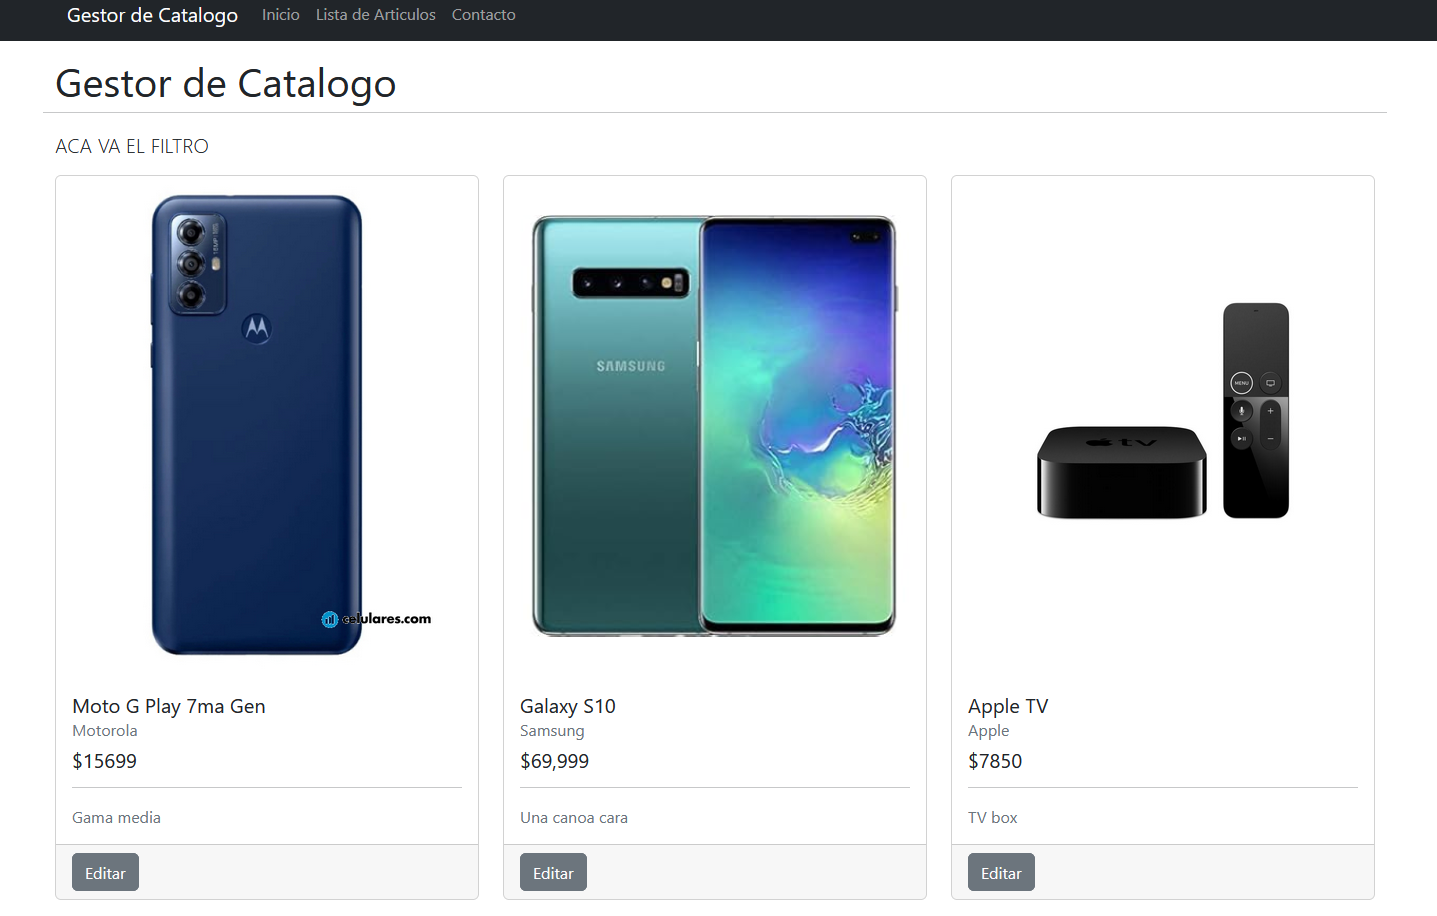 Gestor de Catalogo Inicio Lista de Articulos Contacto
Gestor de Catalogo
ACA VA EL FILTRO
celulares.com
SAMSUNG
MENU
tv
Moto G Play 7ma Gen
Motorola
$15699
Gama media
Editar
Galaxy S10
Samsung
$69,999
Una canoa cara
Editar
Apple TV
Apple
$7850
TV box
Editar